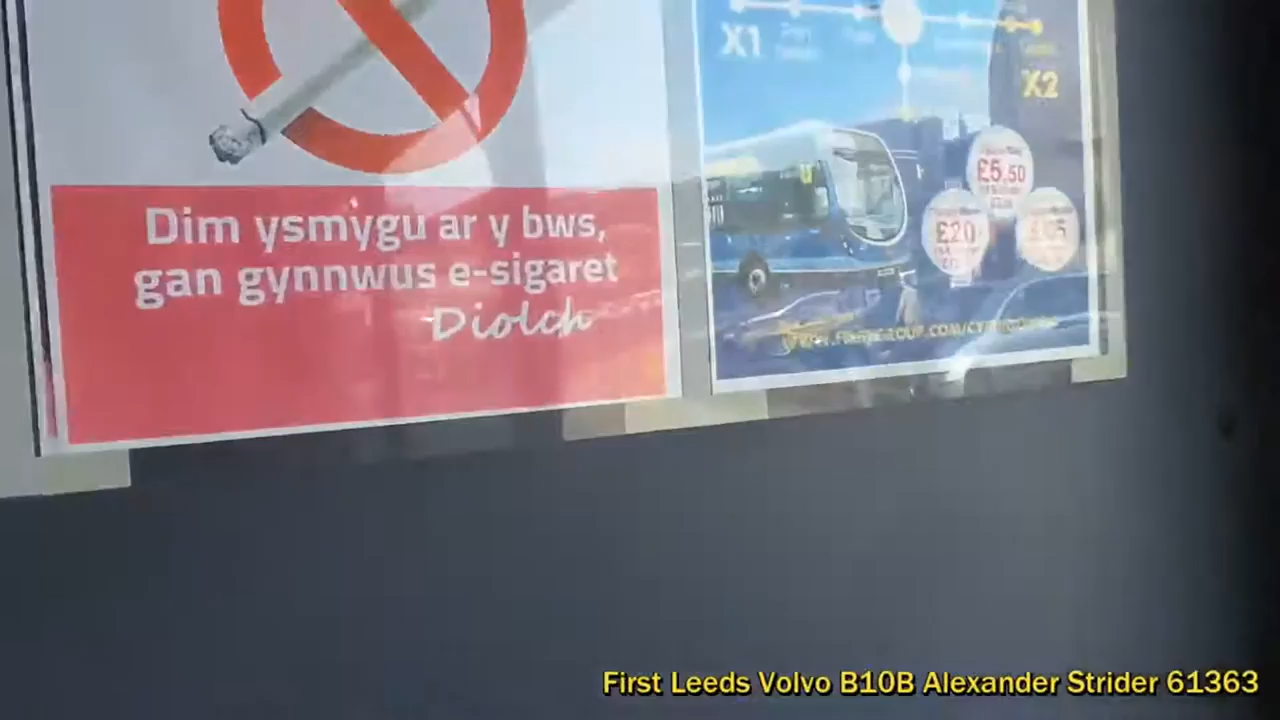 Dim ysmygu ar y bws,
gan gynnwus e-sigaret
Diolch
X1
X2
£5.50
£20
First Leeds Volvo B10B Alexander Strider 61363